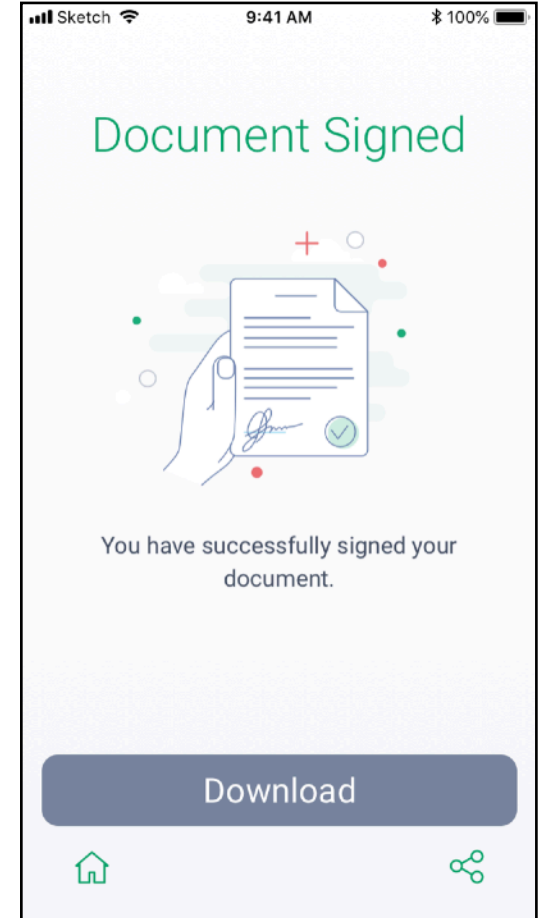 Sketch 9:41 AM 100%
Document Signed
You have successfully signed your
document.
Download